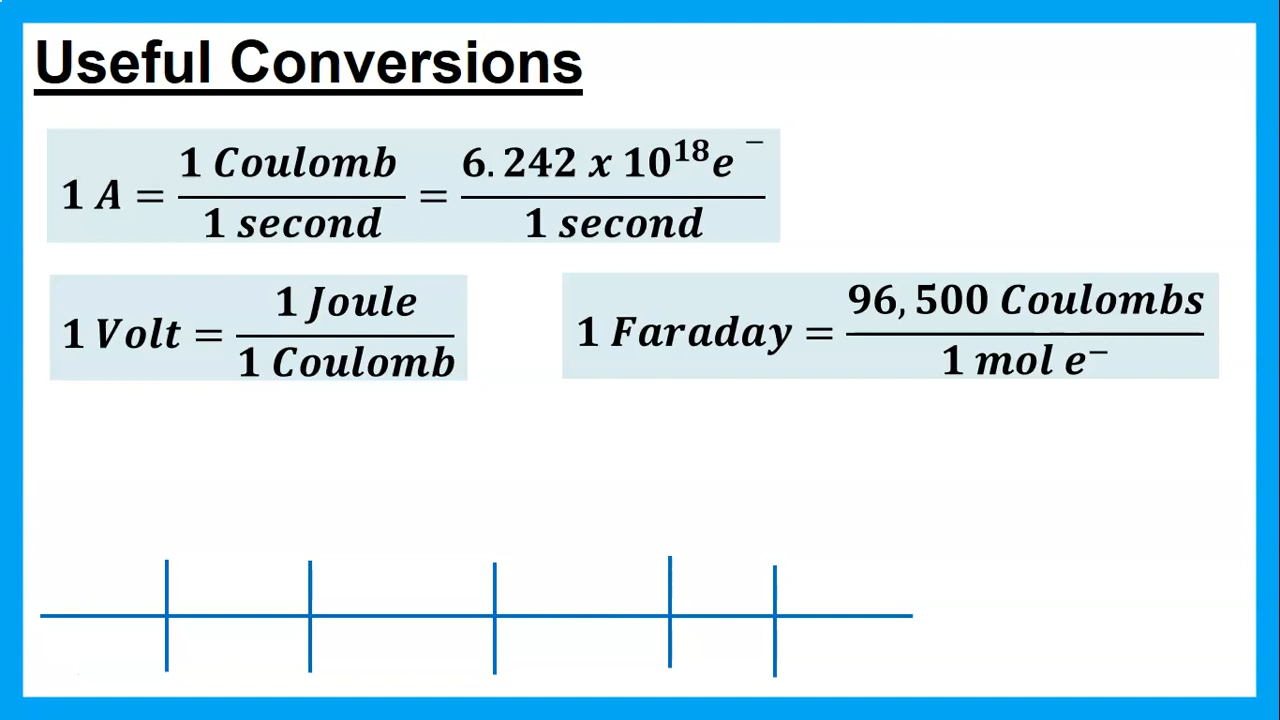 Useful Conversions
1 A = 1 Coulomb / 1 second = 6.242 x 10¹⁸e⁻ / 1 second
1 Volt = 1 Joule / 1 Coulomb
1 Faraday = 96,500 Coulombs / 1 mol e⁻